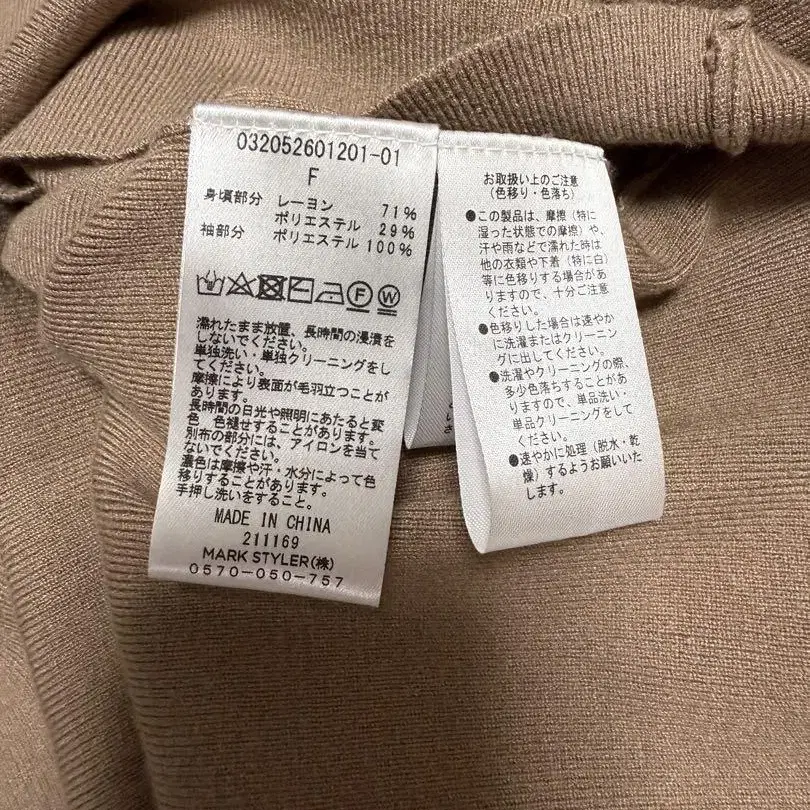 032052601201-01
F
身頃部分 レーヨン 71%
ポリエステル 29%
袖部分 ポリエステル 100%
F W
濡れたまま放置、長時間の浸漬を
しないでください。
単独洗い・単独クリーニングをし
てください。
摩擦により表面が毛羽立つことが
あります。
長時間の日光や照明にあたると変
色 色褪せすることがあります。
別布の部分には、アイロンを当て
ないでください。
濃色は摩擦や汗・水分によって色
移りすることがあります。
手押し洗いをすること。
MADE IN CHINA
211169
MARK STYLER(株)
0570-050-757
お取扱い上のご注意
(色移り・色落ち)
●この製品は、摩擦(特に
湿った状態での摩擦)や、
汗や雨などで濡れた時は
他の衣類や下着(特に白)
等に色移りする場合があ
りますので、十分ご注意
ください。
●色移りした場合は速やか
に洗濯またはクリーニン
グに出してください。
●洗濯やクリーニングの際、
多少色落ちすることがあ
りますので、単品洗い・
単品クリーニングをして
ください。
●速やかに処理(脱水・乾
燥)するようお願いいた
します。